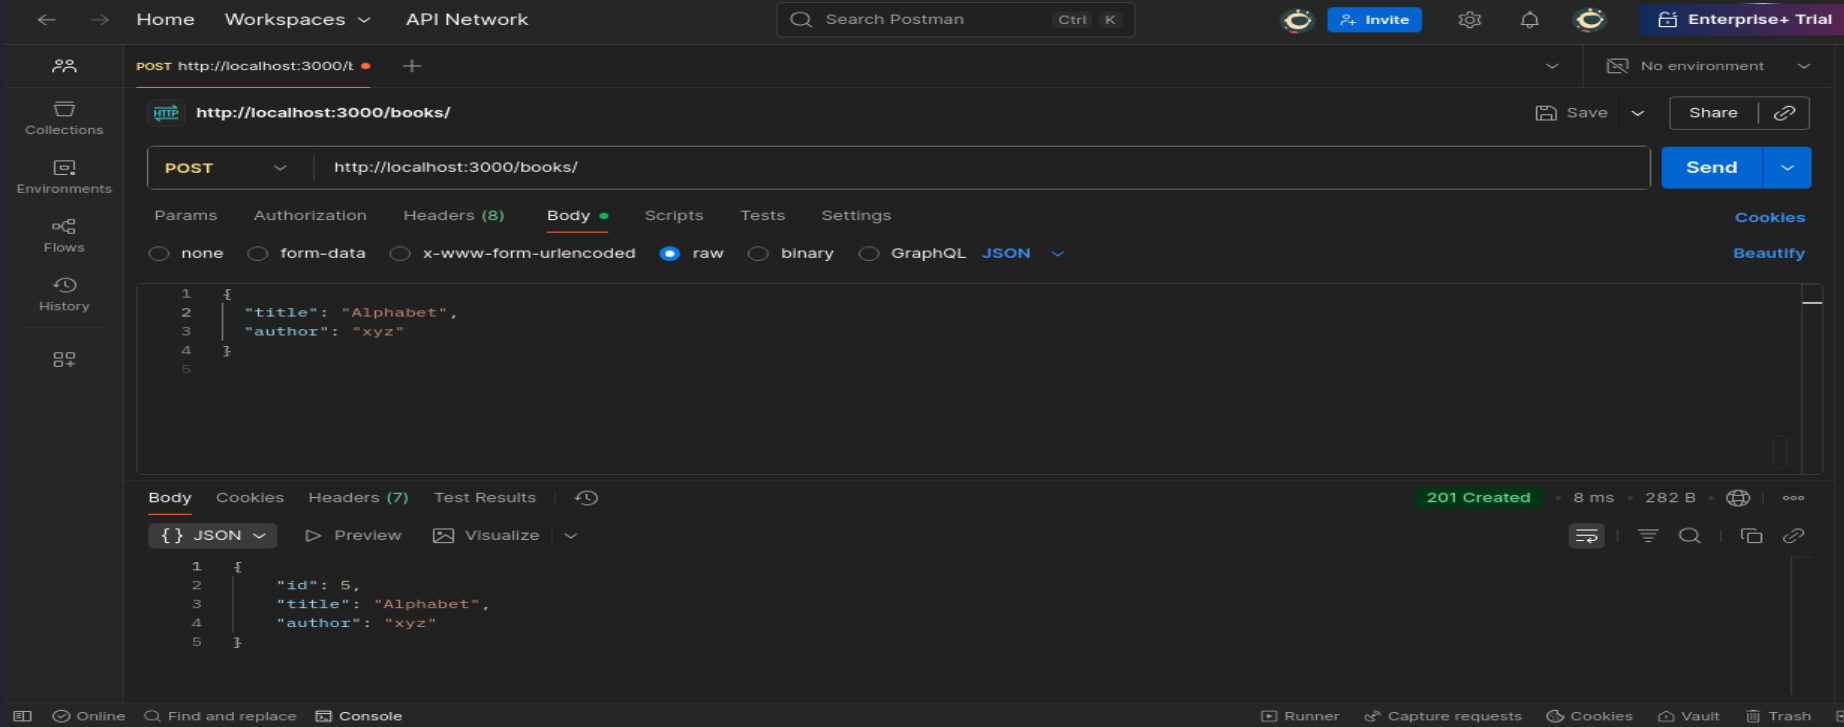 Home Workspaces API Network Search Postman Ctrl K Invite Enterprise+ Trial
POST http://localhost:3000/b No environment
HTTP http://localhost:3000/books/ Save Share
POST http://localhost:3000/books/ Send
Params Authorization Headers (8) Body Scripts Tests Settings Cookies
none form-data x-www-form-urlencoded raw binary GraphQL JSON Beautify
Collections
Environments
Flows
History
1 {
2 "title": "Alphabet",
3 "author": "xyz"
4 }
5
Body Cookies Headers (7) Test Results 201 Created 8 ms 282 B
{} JSON Preview Visualize
1 {
2 "id": 5,
3 "title": "Alphabet",
4 "author": "xyz"
5 }
Online Find and replace Console Runner Capture requests Cookies Vault Trash